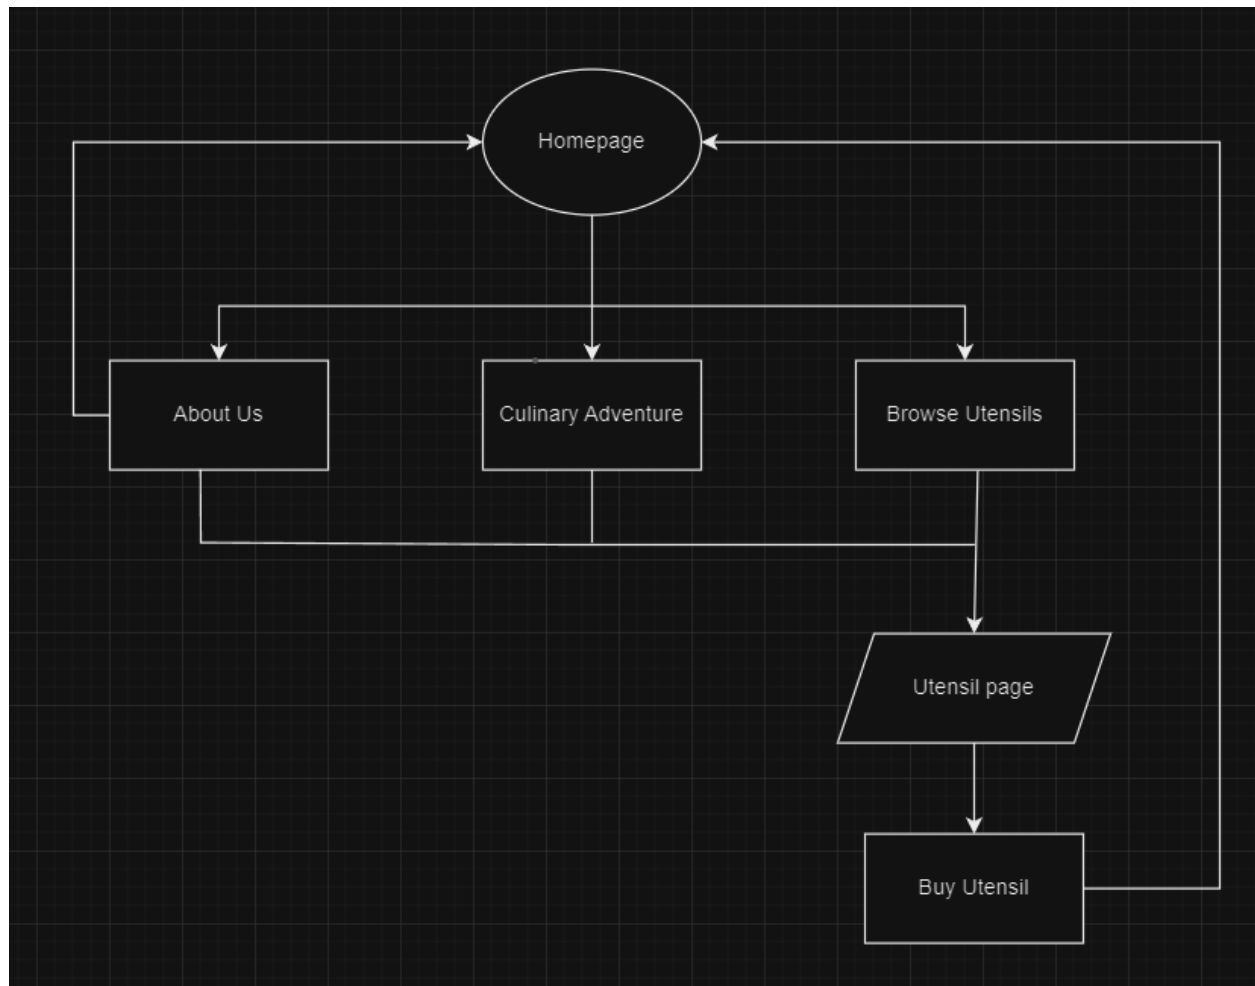 Homepage
About Us
Culinary Adventure
Browse Utensils
Utensil page
Buy Utensil